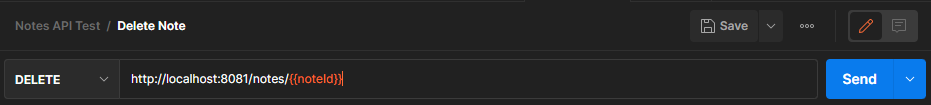 Notes API Test / Delete Note
Save
DELETE
http://localhost:8081/notes/{{noteId}}
Send